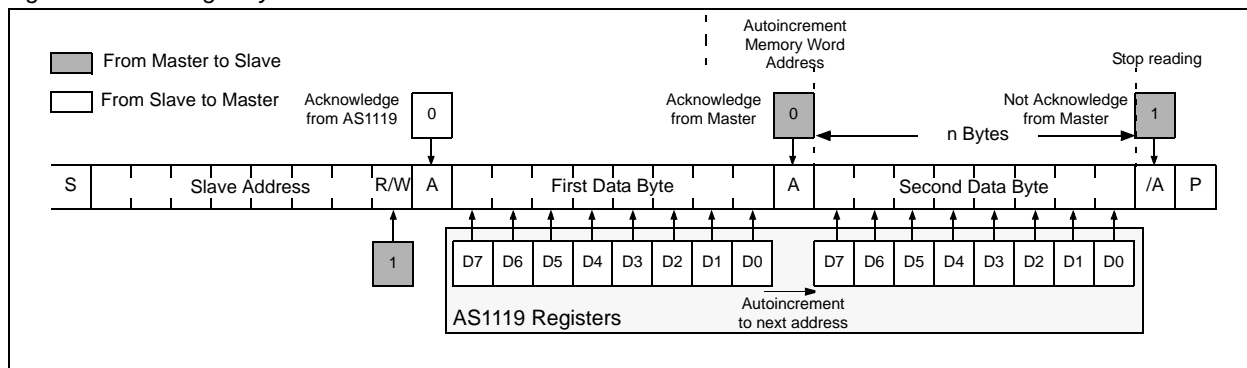 Autoincrement
Memory Word
Address
Stop reading
From Master to Slave
From Slave to Master
Acknowledge
from AS1119
0
Acknowledge
from Master
0
Not Acknowledge
from Master
1
n Bytes
S Slave Address R/W A First Data Byte A Second Data Byte /A P
1
D7 D6 D5 D4 D3 D2 D1 D0
D7 D6 D5 D4 D3 D2 D1 D0
Autoincrement
to next address
AS1119 Registers